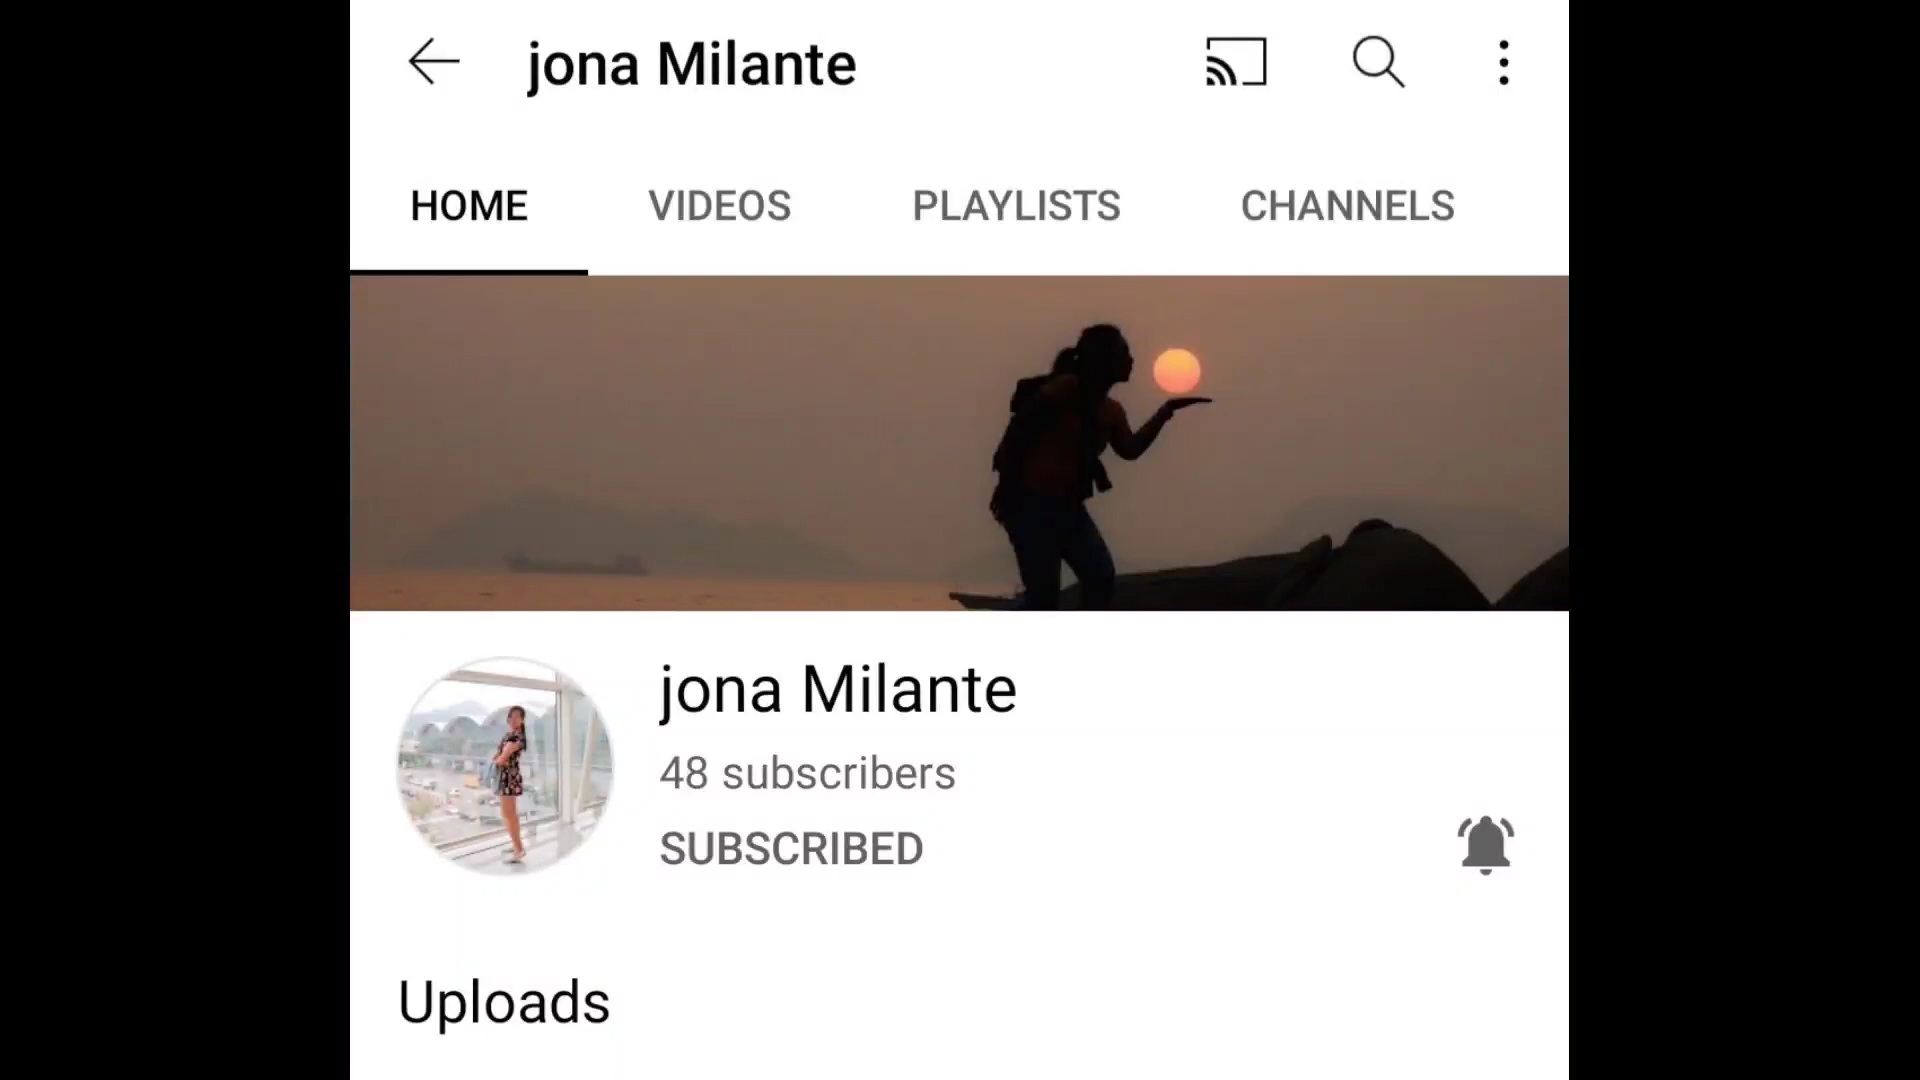 jona Milante
HOME VIDEOS PLAYLISTS CHANNELS
jona Milante
48 subscribers
SUBSCRIBED
Uploads